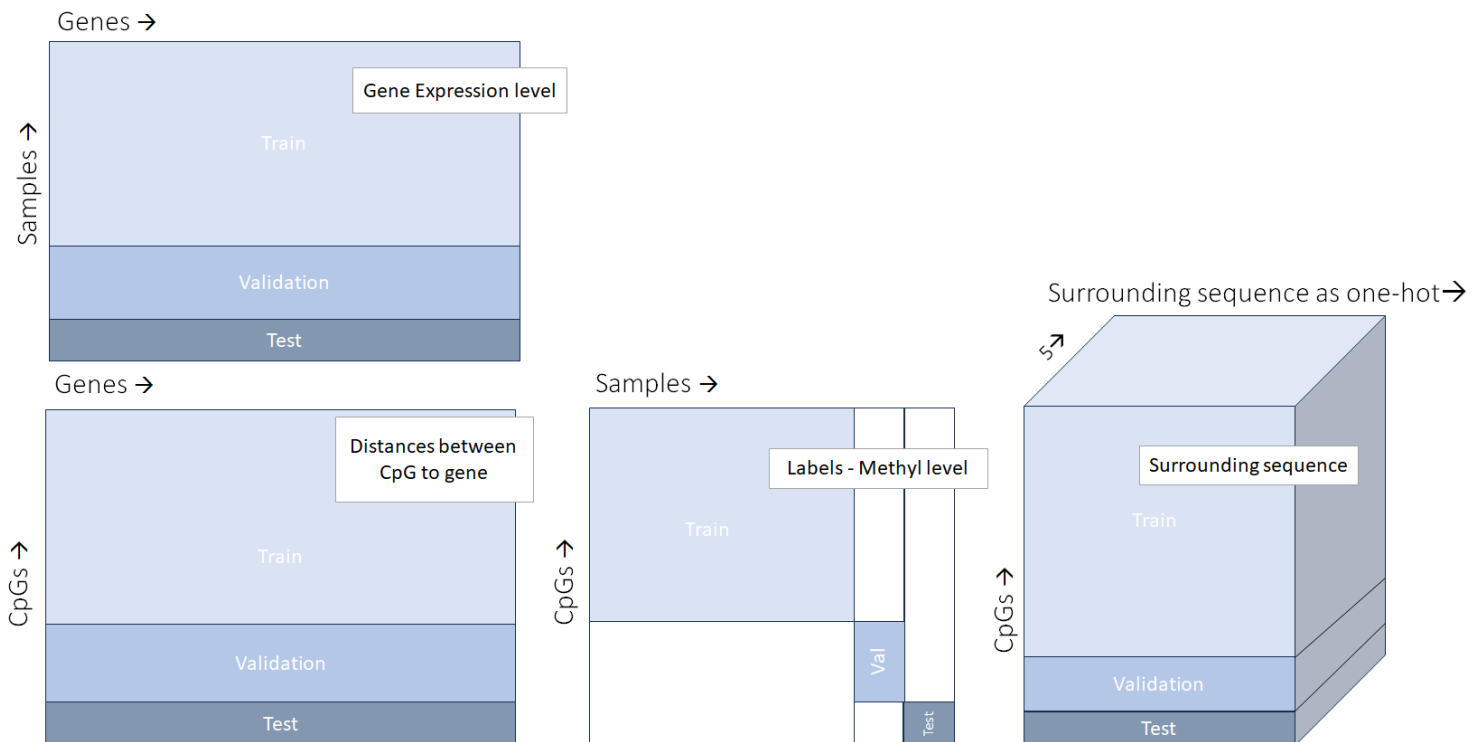 Genes →
Samples →
Gene Expression level
Train
Validation
Test
Genes →
CpGs →
Distances between
CpG to gene
Train
Validation
Test
Samples →
CpGs →
Labels - Methyl level
Train
Val
Test
Surrounding sequence as one-hot→
5→
CpGs →
Surrounding sequence
Train
Validation
Test